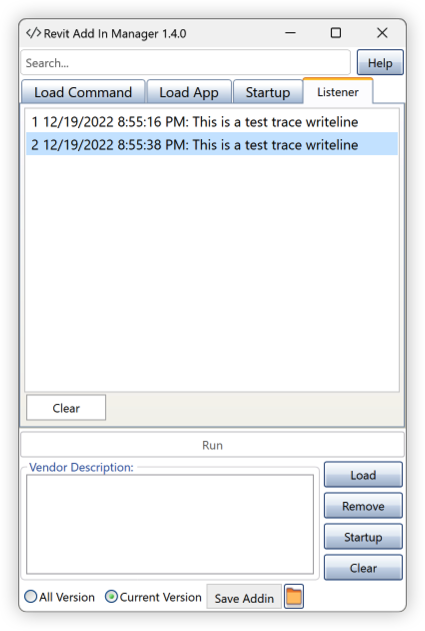 </> Revit Add In Manager 1.4.0
Search...
Help
Load Command
Load App
Startup
Listener
1 12/19/2022 8:55:16 PM: This is a test trace writeline
2 12/19/2022 8:55:38 PM: This is a test trace writeline
Clear
Run
Vendor Description:
Load
Remove
Startup
Clear
All Version
Current Version
Save Addin